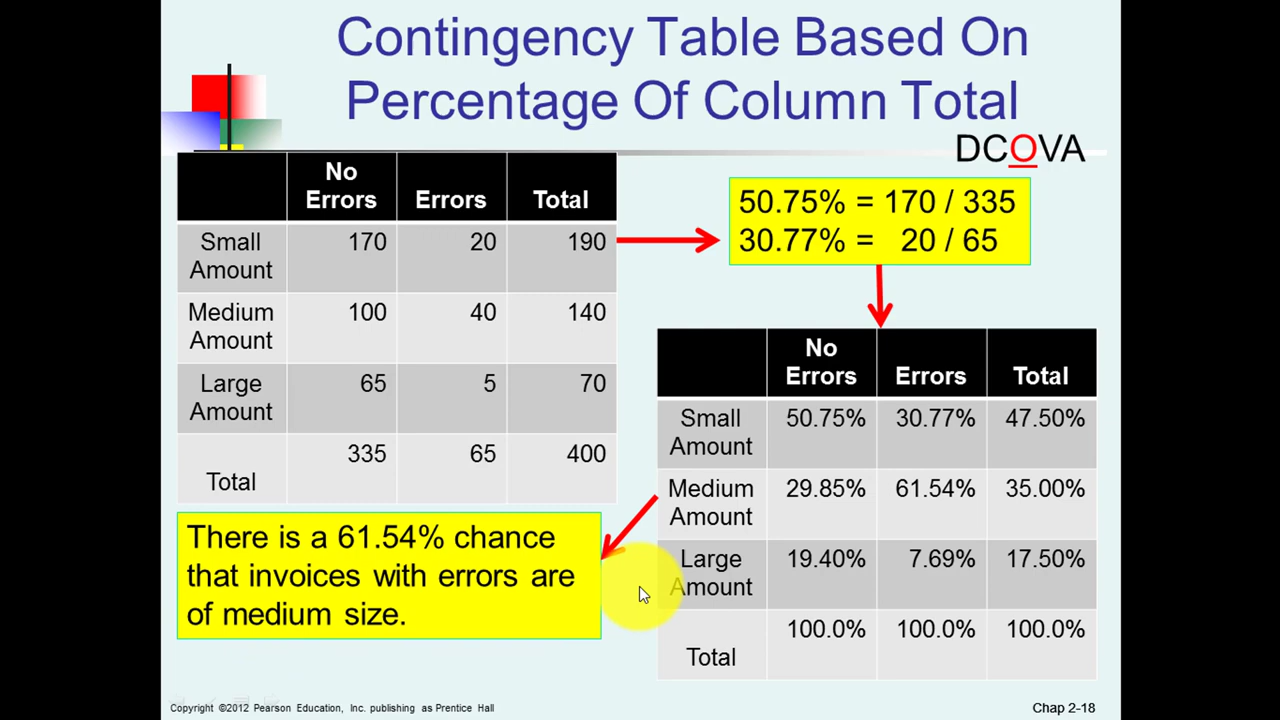 Contingency Table Based On
Percentage Of Column Total
DCOVA
No
Errors Errors Total
Small
Amount 170 20 190
Medium
Amount 100 40 140
Large
Amount 65 5 70
335 65 400
Total
50.75% = 170 / 335
30.77% = 20 / 65
No
Errors Errors Total
Small
Amount 50.75% 30.77% 47.50%
Medium
Amount 29.85% 61.54% 35.00%
Large
Amount 19.40% 7.69% 17.50%
100.0% 100.0% 100.0%
Total
There is a 61.54% chance
that invoices with errors are
of medium size.
Copyright ©2012 Pearson Education, Inc. publishing as Prentice Hall
Chap 2-18